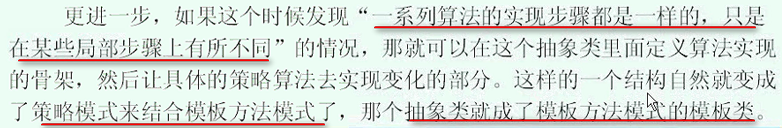 更进一步，如果这个时候发现“一系列算法的实现步骤都是一样的，只是
在某些局部步骤上有所不同”的情况，那就可以在这个抽象类里面定义算法实现
的骨架，然后让具体的策略算法去实现变化的部分。这样的一个结构自然就变成
了策略模式来结合模板方法模式了，那个抽象类就成了模板方法模式的模板类。